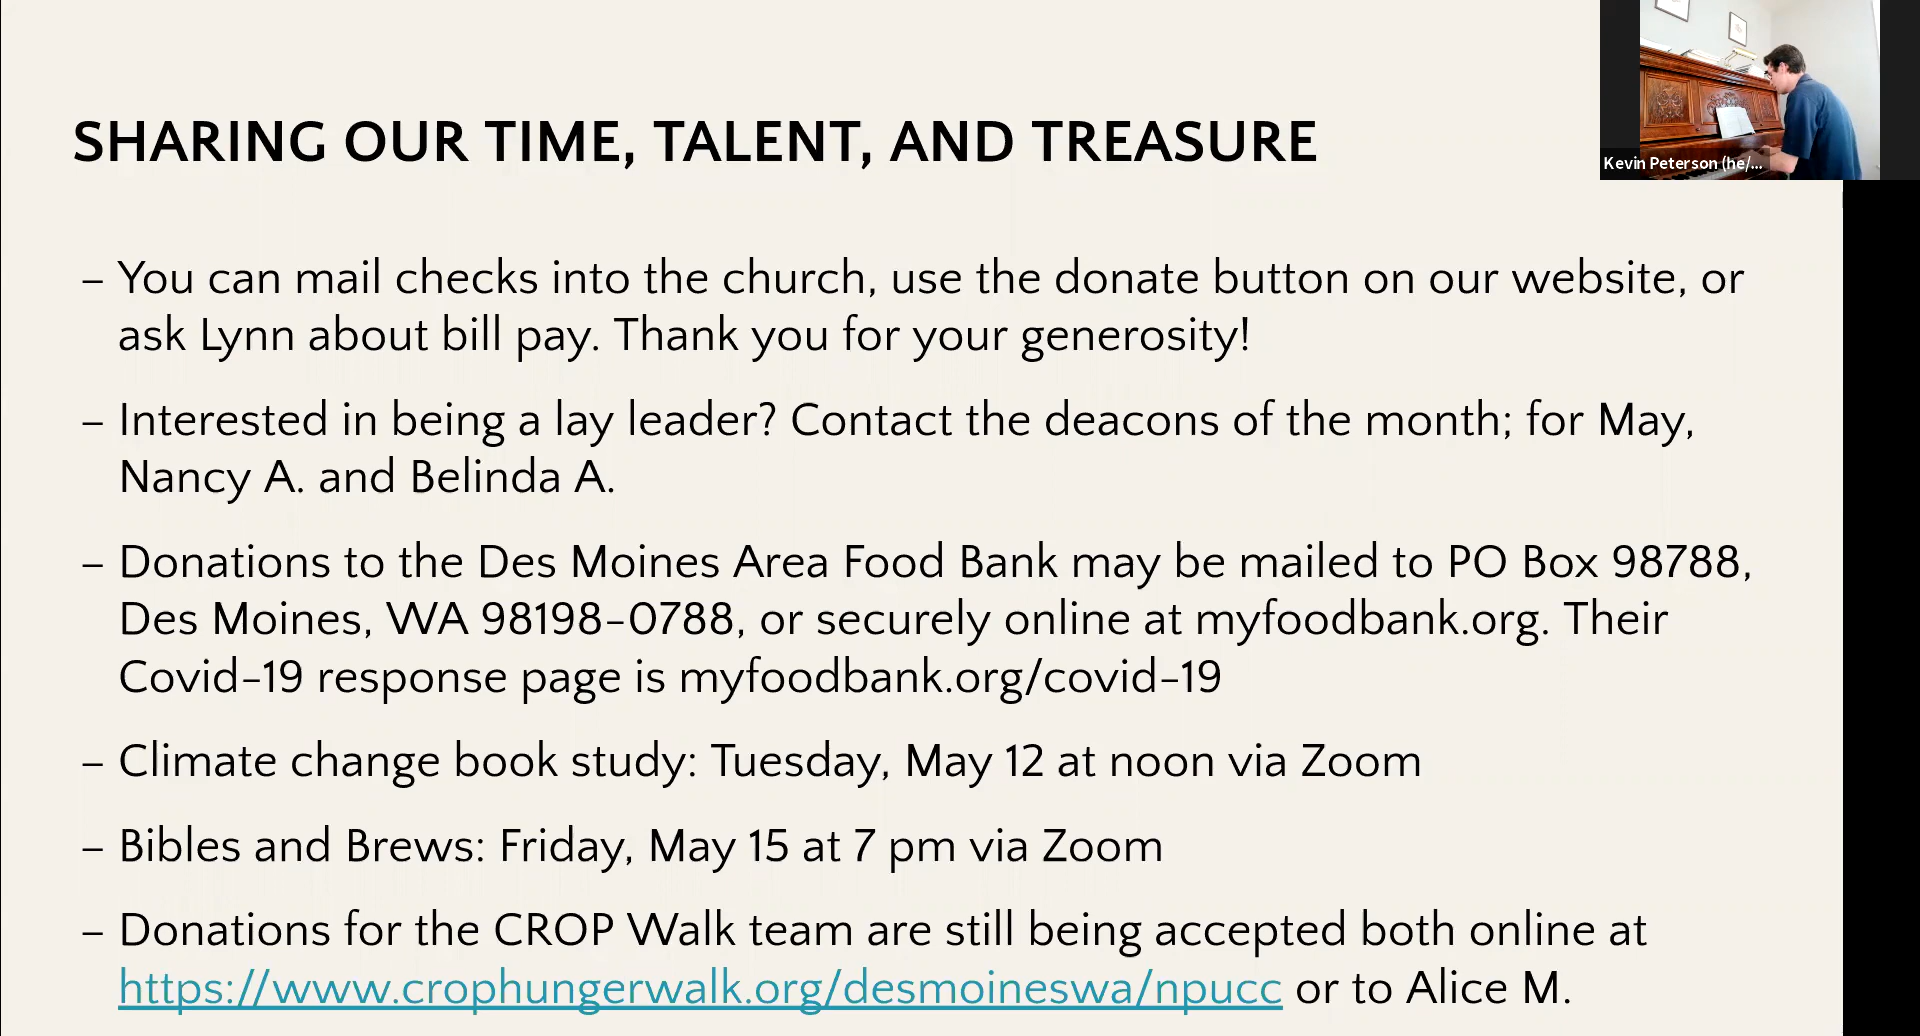 SHARING OUR TIME, TALENT, AND TREASURE
Kevin Peterson (he/...
– You can mail checks into the church, use the donate button on our website, or
ask Lynn about bill pay. Thank you for your generosity!
– Interested in being a lay leader? Contact the deacons of the month; for May,
Nancy A. and Belinda A.
– Donations to the Des Moines Area Food Bank may be mailed to PO Box 98788,
Des Moines, WA 98198-0788, or securely online at myfoodbank.org. Their
Covid-19 response page is myfoodbank.org/covid-19
– Climate change book study: Tuesday, May 12 at noon via Zoom
– Bibles and Brews: Friday, May 15 at 7 pm via Zoom
– Donations for the CROP Walk team are still being accepted both online at
https://www.crophungerwalk.org/desmoineswa/npucc or to Alice M.